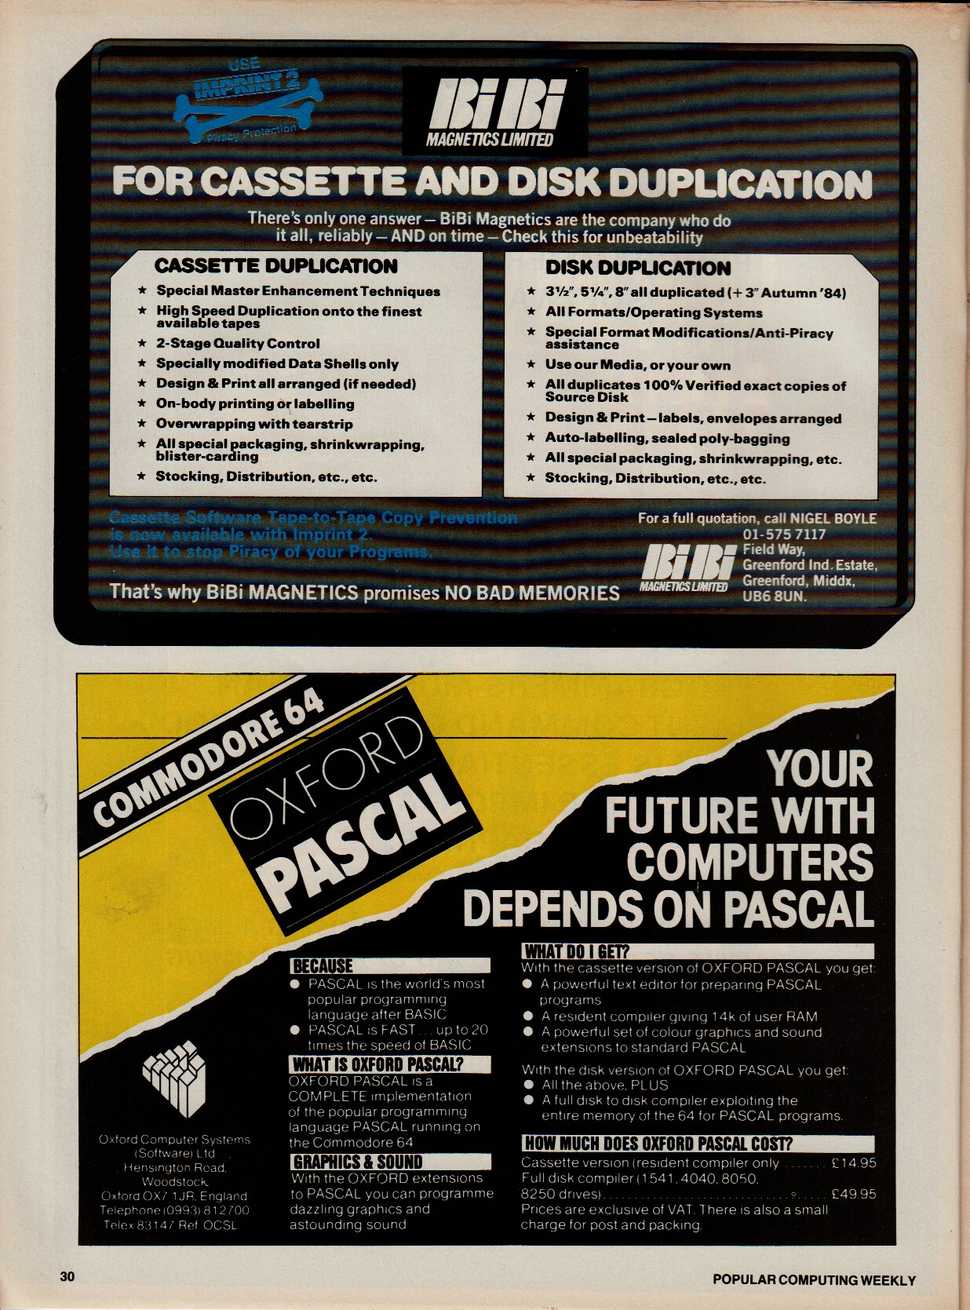 USE
IMPRINT 2
Piracy Protection
BiBi
MAGNETICS LIMITED
FOR CASSETTE AND DISK DUPLICATION
There's only one answer — BiBi Magnetics are the company who do
it all, reliably — AND on time — Check this for unbeatability
CASSETTE DUPLICATION
★ Special Master Enhancement Techniques
★ High Speed Duplication onto the finest
available tapes
★ 2-Stage Quality Control
★ Specially modified Data Shells only
★ Design & Print all arranged (if needed)
★ On-body printing or labelling
★ Overwrapping with tearstrip
★ All special packaging, shrinkwrapping,
blister-carding
★ Stocking, Distribution, etc., etc.
DISK DUPLICATION
★ 3½", 5¼", 8" all duplicated (+ 3" Autumn '84)
★ All Formats/Operating Systems
★ Special Format Modifications/Anti-Piracy
assistance
★ Use our Media, or your own
★ All duplicates 100% Verified exact copies of
Source Disk
★ Design & Print — labels, envelopes arranged
★ Auto-labelling, sealed poly-bagging
★ All special packaging, shrinkwrapping, etc.
★ Stocking, Distribution, etc., etc.
Cassette Software Tape-to-Tape Copy Prevention
is now available with Imprint 2.
Use it to stop Piracy of your Programs.
That's why BiBi MAGNETICS promises NO BAD MEMORIES
For a full quotation, call NIGEL BOYLE
01-575 7117
BiBi
MAGNETICS LIMITED
Field Way,
Greenford Ind. Estate,
Greenford, Middx,
UB6 8UN.
COMMODORE 64
OXFORD
PASCAL
YOUR
FUTURE WITH
COMPUTERS
DEPENDS ON PASCAL
BECAUSE
● PASCAL is the world's most
popular programming
language after BASIC
● PASCAL is FAST . . . up to 20
times the speed of BASIC
WHAT IS OXFORD PASCAL?
OXFORD PASCAL is a
COMPLETE implementation
of the popular programming
language PASCAL running on
the Commodore 64
GRAPHICS & SOUND
With the OXFORD extensions
to PASCAL you can programme
dazzling graphics and
astounding sound
WHAT DO I GET?
With the cassette version of OXFORD PASCAL you get:
● A powerful text editor for preparing PASCAL
programs
● A resident compiler giving 14k of user RAM
● A powerful set of colour graphics and sound
extensions to standard PASCAL
With the disk version of OXFORD PASCAL you get:
● All the above, PLUS
● A full disk to disk compiler exploiting the
entire memory of the 64 for PASCAL programs.
HOW MUCH DOES OXFORD PASCAL COST?
Cassette version (resident compiler only ....... £14.95
Full disk compiler (1541, 4040, 8050,
8250 drives)............................ £49.95
Prices are exclusive of VAT. There is also a small
charge for post and packing.
Oxford Computer Systems
(Software) Ltd
Hensington Road,
Woodstock,
Oxford OX7 1JR, England
Telephone (0993) 812700
Telex 83147 Ref. OCSL
30
POPULAR COMPUTING WEEKLY